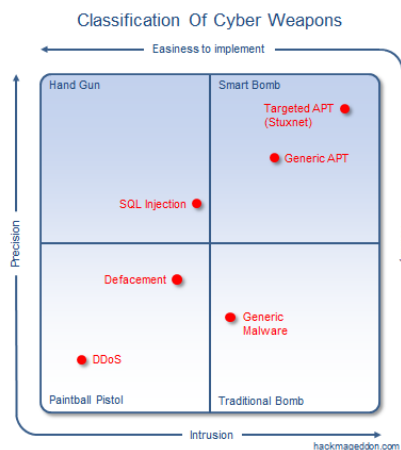 Classification Of Cyber Weapons
Easiness to implement
Hand Gun
Smart Bomb
Targeted APT
(Stuxnet)
Generic APT
SQL Injection
Precision
Defacement
Generic
Malware
DDoS
Paintball Pistol
Traditional Bomb
Intrusion
hackmageddon.com